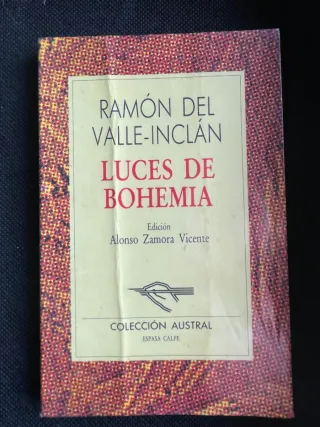 RAMÓN DEL
VALLE-INCLÁN
LUCES DE
BOHEMIA
Edición
Alonso Zamora Vicente
COLECCIÓN AUSTRAL
ESPASA CALPE